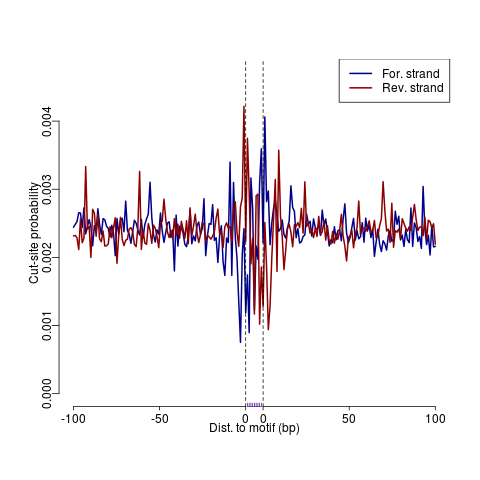 For. strand
Rev. strand
Cut-site probability
0.004
0.003
0.002
0.001
0.000
-100 -50 0 0 50 100
Dist. to motif (bp)